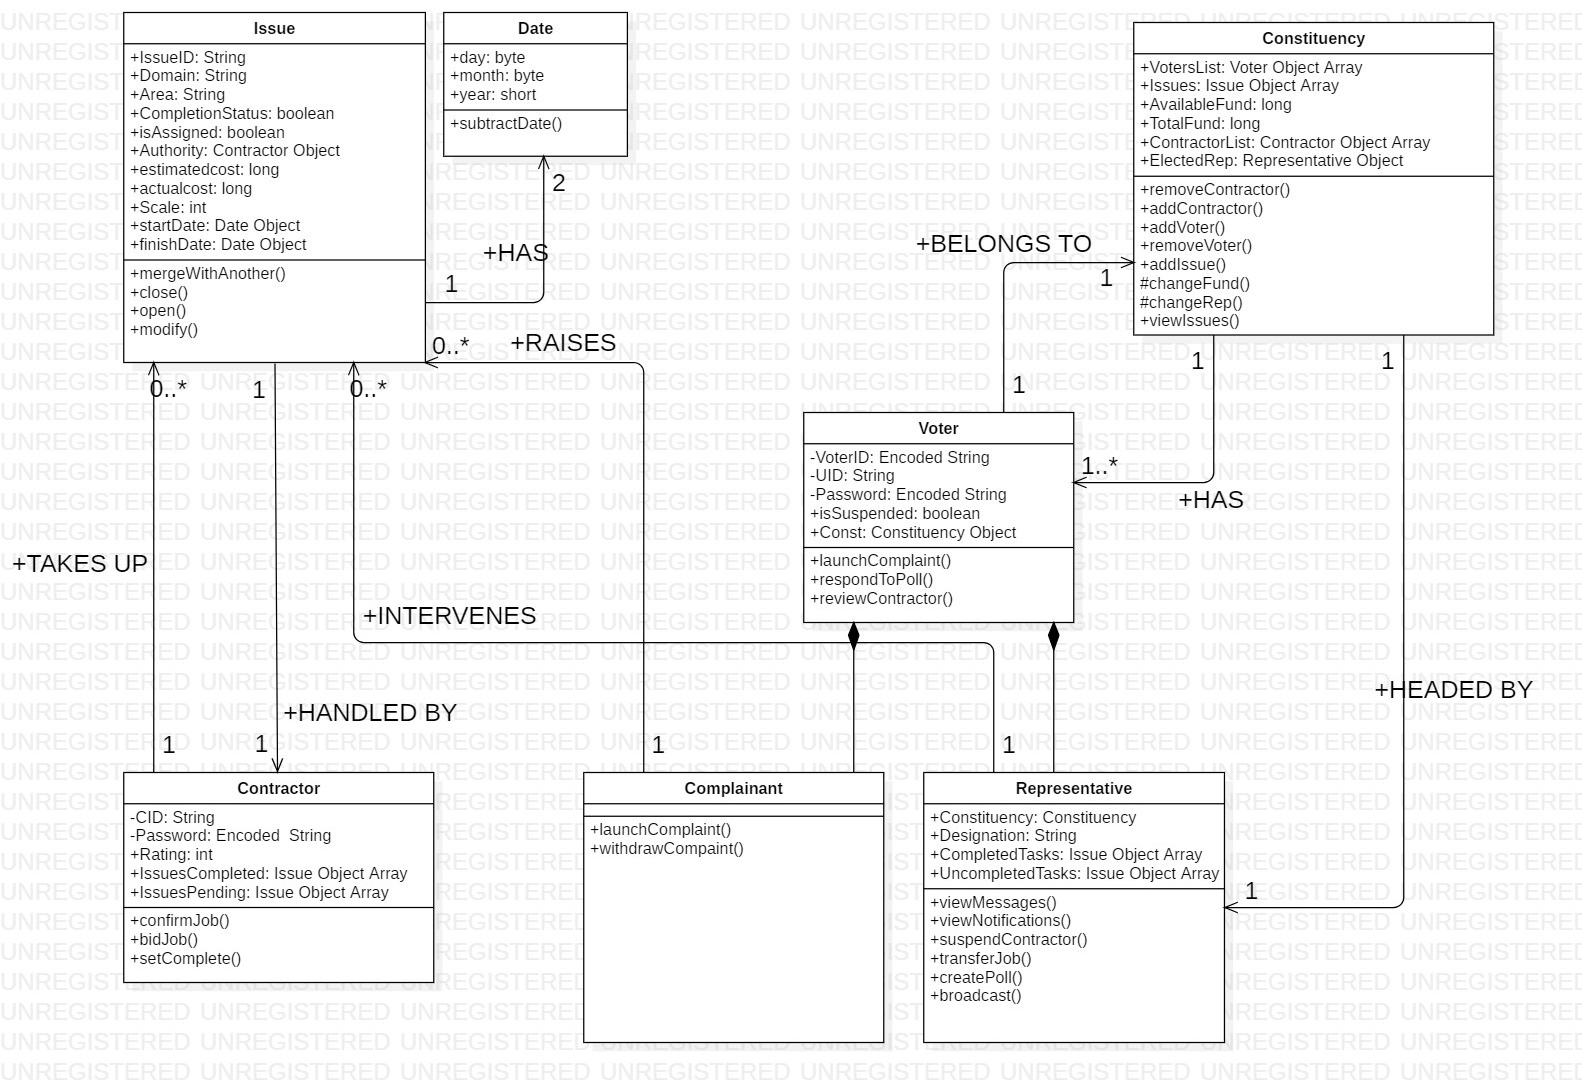 Issue
+IssueID: String
+Domain: String
+Area: String
+CompletionStatus: boolean
+isAssigned: boolean
+Authority: Contractor Object
+estimatedcost: long
+actualcost: long
+Scale: int
+startDate: Date Object
+finishDate: Date Object
+mergeWithAnother()
+close()
+open()
+modify()
Date
+day: byte
+month: byte
+year: short
+subtractDate()
2
+HAS
1
Constituency
+VotersList: Voter Object Array
+Issues: Issue Object Array
+AvailableFund: long
+TotalFund: long
+ContractorList: Contractor Object Array
+ElectedRep: Representative Object
+removeContractor()
+addContractor()
+addVoter()
+removeVoter()
+addIssue()
#changeFund()
#changeRep()
+viewIssues()
+BELONGS TO
1
1
0..*
+RAISES
0..*
1
0..*
1
1
Voter
-VoterID: Encoded String
-UID: String
-Password: Encoded String
+isSuspended: boolean
+Const: Constituency Object
+launchComplaint()
+respondToPoll()
+reviewContractor()
1..*
+HAS
+TAKES UP
+INTERVENES
+HEADED BY
+HANDLED BY
1
1
1
1
Contractor
-CID: String
-Password: Encoded  String
+Rating: int
+IssuesCompleted: Issue Object Array
+IssuesPending: Issue Object Array
+confirmJob()
+bidJob()
+setComplete()
Complainant
+launchComplaint()
+withdrawCompaint()
Representative
+Constituency: Constituency
+Designation: String
+CompletedTasks: Issue Object Array
+UncompletedTasks: Issue Object Array
+viewMessages()
+viewNotifications()
+suspendContractor()
+transferJob()
+createPoll()
+broadcast()
1
UNREGISTERED